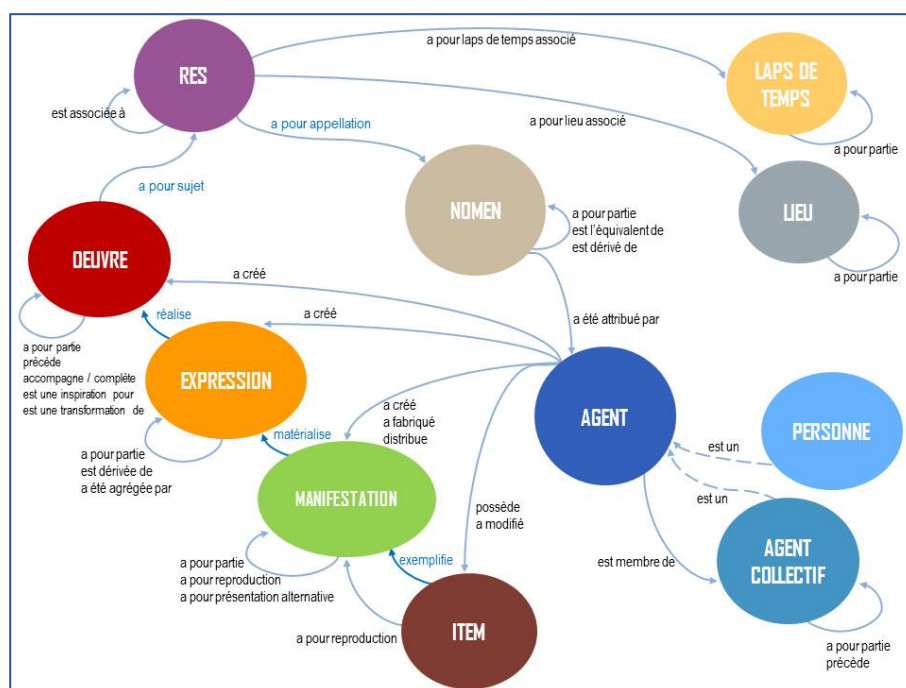 a pour laps de temps associé
RES
LAPS DE
TEMPS
est associée à
a pour appellation
a pour lieu associé
a pour partie
a pour sujet
NOMEN
a pour partie
est l'équivalent de
est dérivé de
LIEU
OEUVRE
a créé
a pour partie
réalise
a créé
a été attribué par
a pour partie
précède
accompagne / complète
est une inspiration pour
est une transformation de
EXPRESSION
AGENT
PERSONNE
a créé
a fabriqué
distribue
est un
matérialise
a pour partie
est dérivée de
a été agrégée par
est un
MANIFESTATION
possède
a modifié
AGENT
COLLECTIF
est membre de
exemplifie
a pour partie
a pour reproduction
a pour présentation alternative
ITEM
a pour reproduction
a pour partie
précède